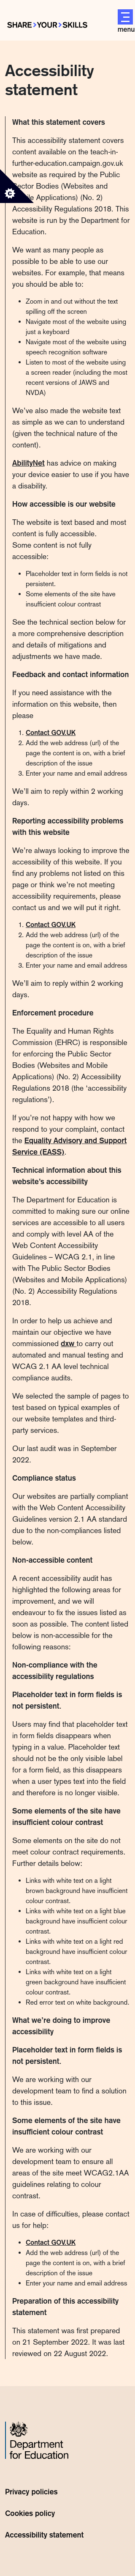 SHARE YOUR SKILLS
menu
Accessibility
statement
What this statement covers
This accessibility statement covers
content available on the teach-in-
further-education.campaign.gov.uk
website as required by the Public
Sector Bodies (Websites and
Mobile Applications) (No. 2)
Accessibility Regulations 2018. This
website is run by the Department for
Education.
We want as many people as
possible to be able to use our
websites. For example, that means
you should be able to:
• Zoom in and out without the text
spilling off the screen
• Navigate most of the website using
just a keyboard
• Navigate most of the website using
speech recognition software
• Listen to most of the website using
a screen reader (including the most
recent versions of JAWS and
NVDA)
We've also made the website text
as simple as we can to understand
(given the technical nature of the
content).
AbilityNet has advice on making
your device easier to use if you have
a disability.
How accessible is our website
The website is text based and most
content is fully accessible.
Some content is not fully
accessible:
• Placeholder text in form fields is not
persistent.
• Some elements of the site have
insufficient colour contrast
See the technical section below for
a more comprehensive description
and details of mitigations and
adjustments we have made.
Feedback and contact information
If you need assistance with the
information on this website, then
please
1. Contact GOV.UK
2. Add the web address (url) of the
page the content is on, with a brief
description of the issue
3. Enter your name and email address
We'll aim to reply within 2 working
days.
Reporting accessibility problems
with this website
We're always looking to improve the
accessibility of this website. If you
find any problems not listed on this
page or think we're not meeting
accessibility requirements, please
contact us and we will put it right.
1. Contact GOV.UK
2. Add the web address (url) of the
page the content is on, with a brief
description of the issue
3. Enter your name and email address
We'll aim to reply within 2 working
days.
Enforcement procedure
The Equality and Human Rights
Commission (EHRC) is responsible
for enforcing the Public Sector
Bodies (Websites and Mobile
Applications) (No. 2) Accessibility
Regulations 2018 (the 'accessibility
regulations').
If you're not happy with how we
respond to your complaint, contact
the Equality Advisory and Support
Service (EASS).
Technical information about this
website's accessibility
The Department for Education is
committed to making sure our online
services are accessible to all users
and comply with level AA of the
Web Content Accessibility
Guidelines – WCAG 2.1, in line
with The Public Sector Bodies
(Websites and Mobile Applications)
(No. 2) Accessibility Regulations
2018.
In order to help us achieve and
maintain our objective we have
commissioned dxw to carry out
automated and manual testing and
WCAG 2.1 AA level technical
compliance audits.
We selected the sample of pages to
test based on typical examples of
our website templates and third-
party services.
Our last audit was in September
2022.
Compliance status
Our websites are partially compliant
with the Web Content Accessibility
Guidelines version 2.1 AA standard
due to the non-compliances listed
below.
Non-accessible content
A recent accessibility audit has
highlighted the following areas for
improvement, and we will
endeavour to fix the issues listed as
soon as possible. The content listed
below is non-accessible for the
following reasons:
Non-compliance with the
accessibility regulations
Placeholder text in form fields is
not persistent.
Users may find that placeholder text
in form fields disappears when
typing in a value. Placeholder text
should not be the only visible label
for a form field, as this disappears
when a user types text into the field
and therefore is no longer visible.
Some elements of the site have
insufficient colour contrast
Some elements on the site do not
meet colour contrast requirements.
Further details below:
• Links with white text on a light
brown background have insufficient
colour contrast.
• Links with white text on a light blue
background have insufficient colour
contrast.
• Links with white text on a light red
background have insufficient colour
contrast.
• Links with white text on a light
green background have insufficient
colour contrast.
• Red error text on white background.
What we're doing to improve
accessibility
Placeholder text in form fields is
not persistent.
We are working with our
development team to find a solution
to this issue.
Some elements of the site have
insufficient colour contrast
We are working with our
development team to ensure all
areas of the site meet WCAG2.1AA
guidelines relating to colour
contrast.
In case of difficulties, please contact
us for help:
• Contact GOV.UK
• Add the web address (url) of the
page the content is on, with a brief
description of the issue
• Enter your name and email address
Preparation of this accessibility
statement
This statement was first prepared
on 21 September 2022. It was last
reviewed on 22 August 2022.
Department
for Education
Privacy policies
Cookies policy
Accessibility statement